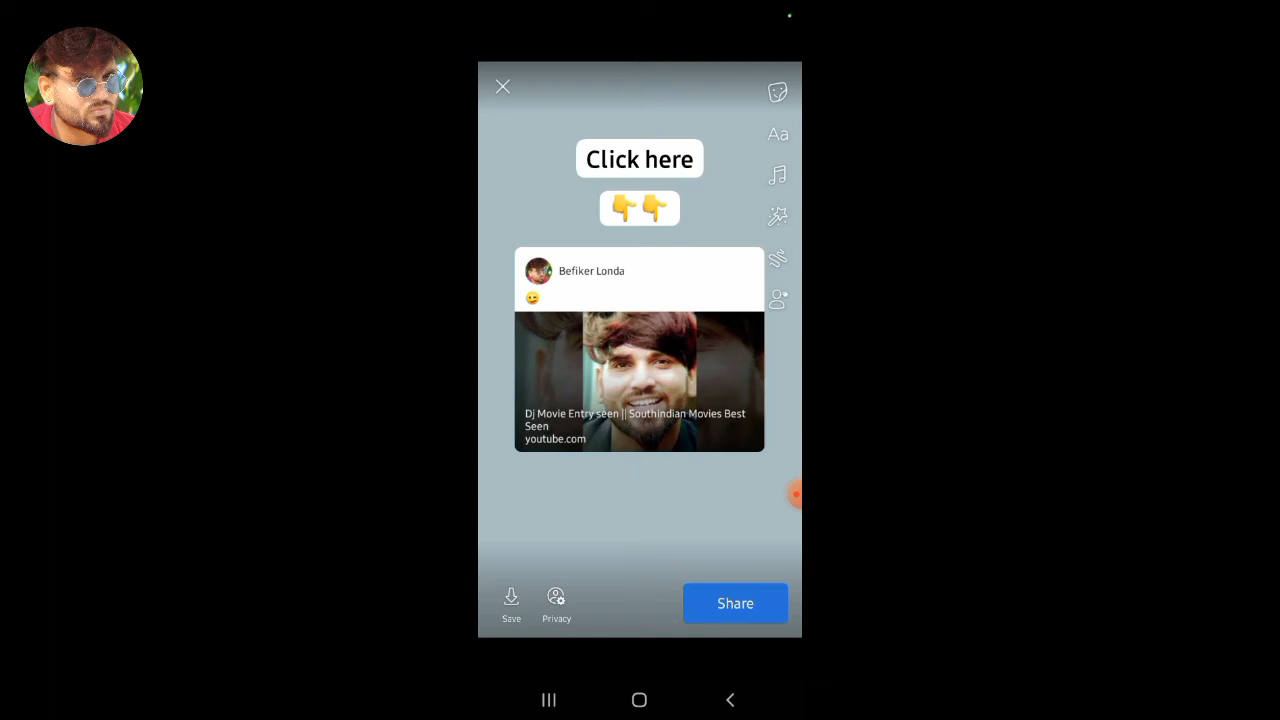 Aa
Click here
👇👇
Befiker Londa
😉
Dj Movie Entry seen || Southindian Movies Best
Seen
youtube.com
Save
Privacy
Share